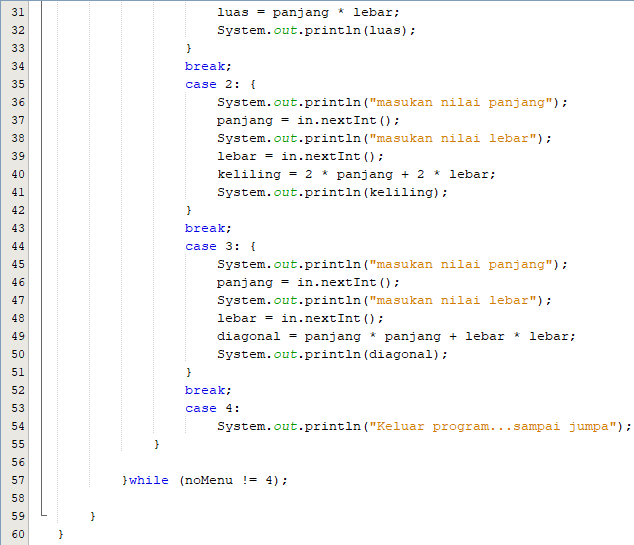 31 luas = panjang * lebar;
32 System.out.println(luas);
33 }
34 break;
35 case 2: {
36 System.out.println("masukan nilai panjang");
37 panjang = in.nextInt();
38 System.out.println("masukan nilai lebar");
39 lebar = in.nextInt();
40 keliling = 2 * panjang + 2 * lebar;
41 System.out.println(keliling);
42 }
43 break;
44 case 3: {
45 System.out.println("masukan nilai panjang");
46 panjang = in.nextInt();
47 System.out.println("masukan nilai lebar");
48 lebar = in.nextInt();
49 diagonal = panjang * panjang + lebar * lebar;
50 System.out.println(diagonal);
51 }
52 break;
53 case 4:
54 System.out.println("Keluar program...sampai jumpa");
55 }
56
57 }while (noMenu != 4);
58
59 }
60 }